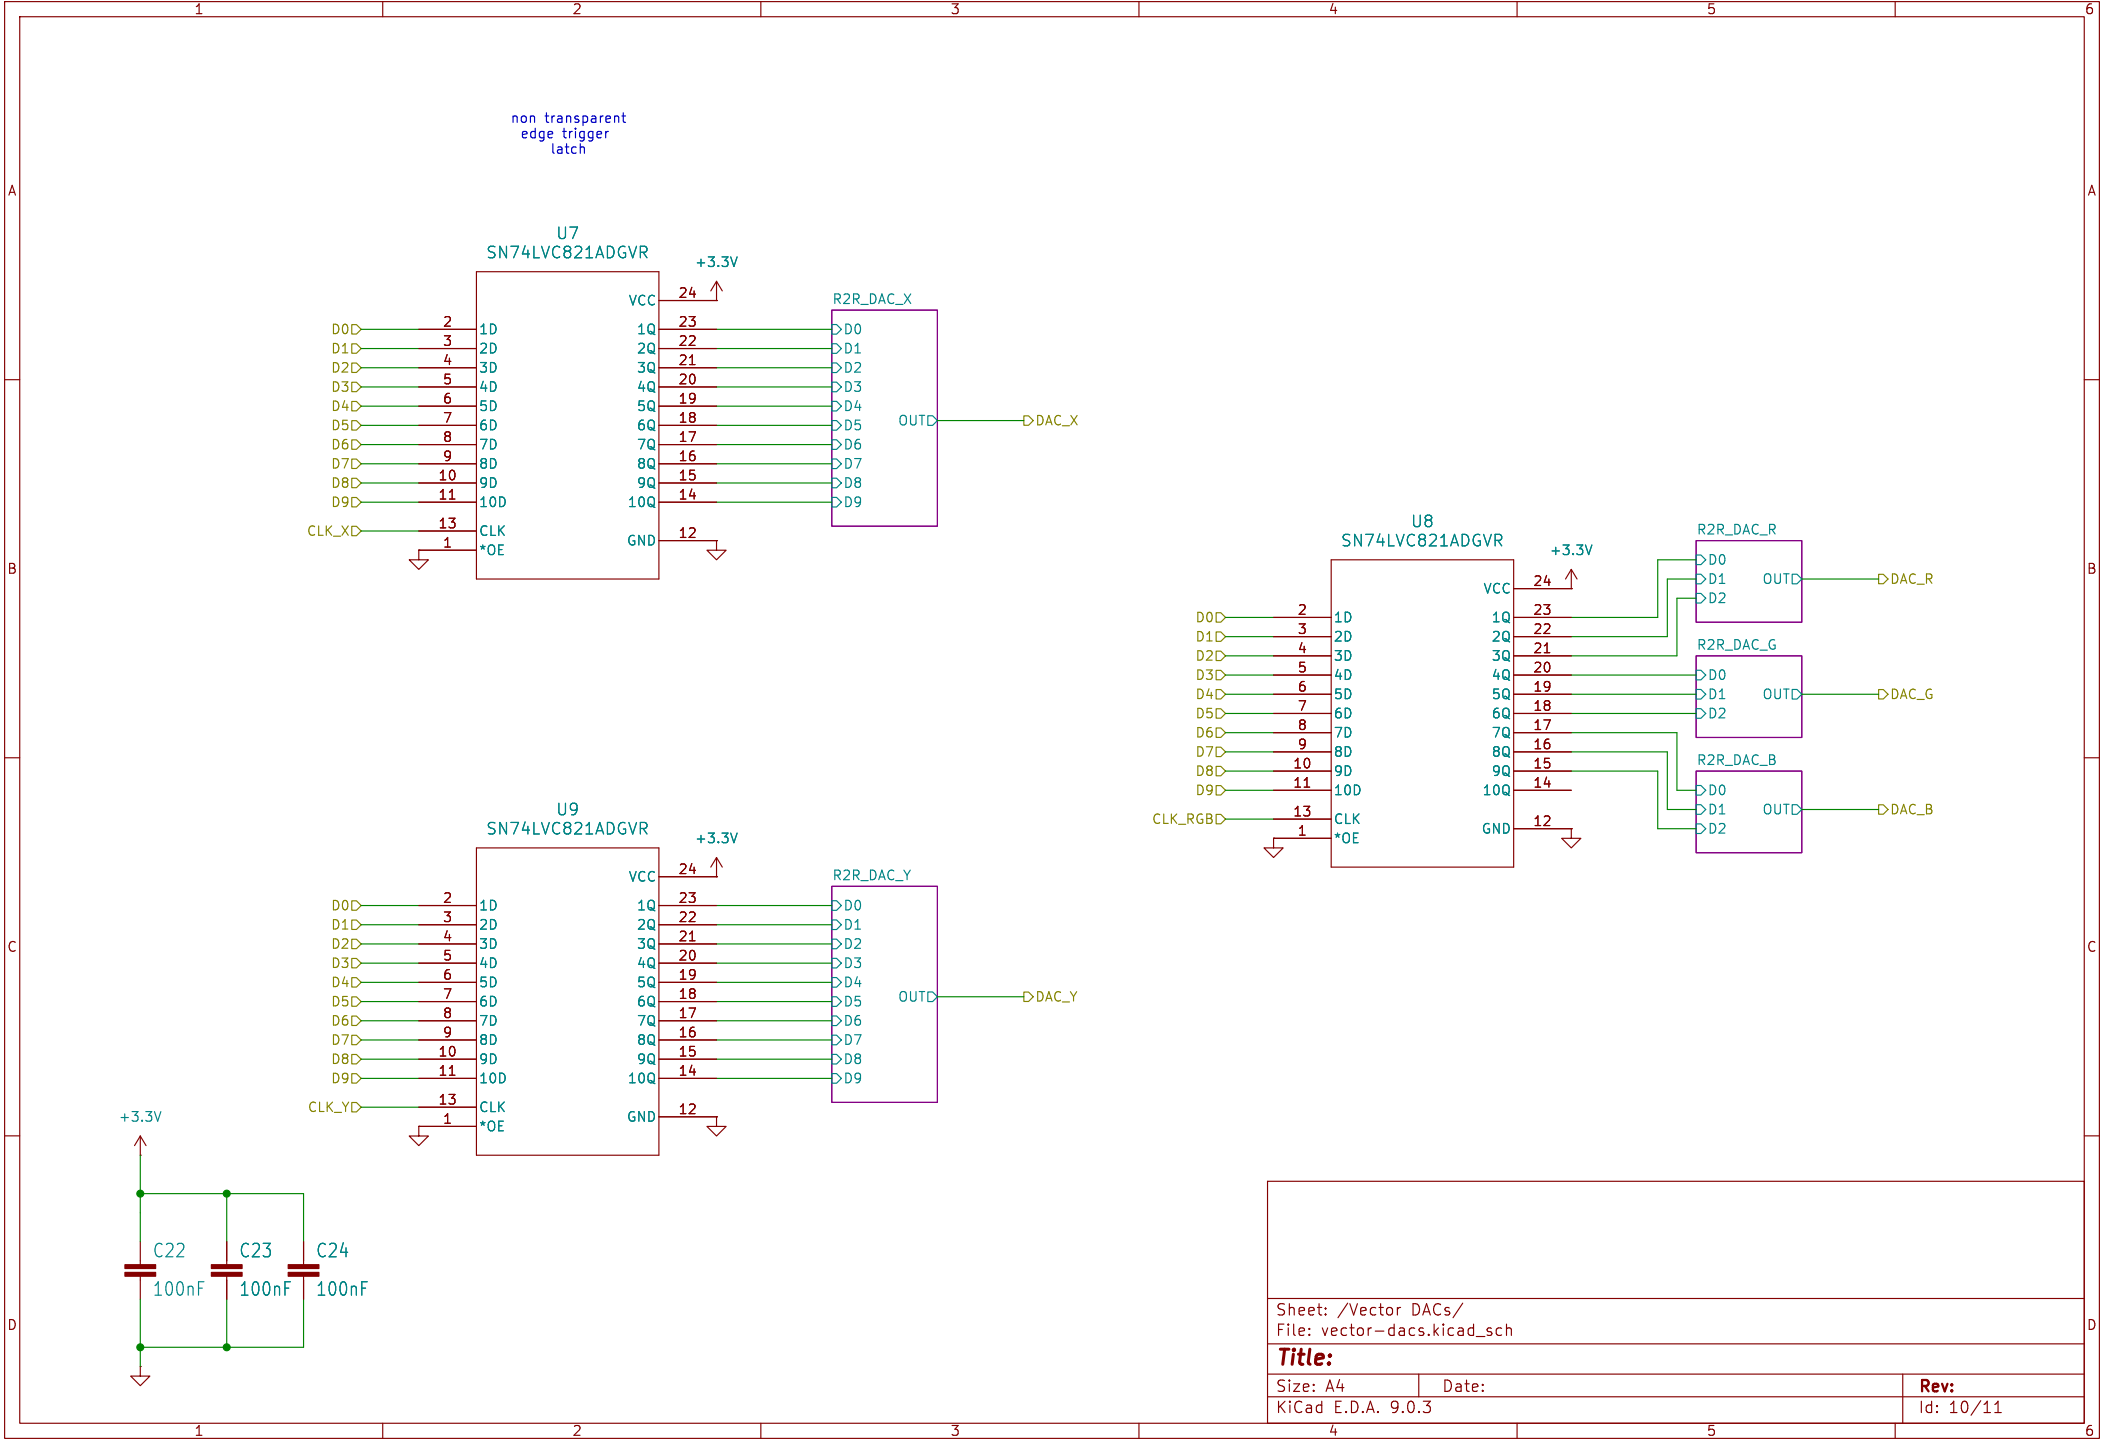 1 2 3 4 5 6
non transparent
edge trigger
latch
A A
U7
SN74LVC821ADGVR
+3.3V
VCC 24
R2R_DAC_X
D0 2 1D 1Q 23 D0
D1 3 2D 2Q 22 D1
D2 4 3D 3Q 21 D2
D3 5 4D 4Q 20 D3
D4 6 5D 5Q 19 D4
OUT DAC_X
D5 7 6D 6Q 18 D5
D6 8 7D 7Q 17 D6
D7 9 8D 8Q 16 D7
D8 10 9D 9Q 15 D8
D9 11 10D 10Q 14 D9
CLK_X 13 CLK
GND 12
1 *OE
B B
U8
SN74LVC821ADGVR
+3.3V
VCC 24
R2R_DAC_R
D0
D1 OUT DAC_R
D2
D0 2 1D 1Q 23
D1 3 2D 2Q 22
D2 4 3D 3Q 21
R2R_DAC_G
D3 5 4D 4Q 20 D0
D4 6 5D 5Q 19 D1 OUT DAC_G
D5 7 6D 6Q 18 D2
D6 8 7D 7Q 17
D7 9 8D 8Q 16
R2R_DAC_B
D8 10 9D 9Q 15
D9 11 10D 10Q 14 D0
D1 OUT DAC_B
CLK_RGB 13 CLK
GND 12 D2
1 *OE
U9
SN74LVC821ADGVR
+3.3V
VCC 24
R2R_DAC_Y
D0 2 1D 1Q 23 D0
D1 3 2D 2Q 22 D1
D2 4 3D 3Q 21 D2
C C
D3 5 4D 4Q 20 D3
D4 6 5D 5Q 19 D4
OUT DAC_Y
D5 7 6D 6Q 18 D5
D6 8 7D 7Q 17 D6
D7 9 8D 8Q 16 D7
D8 10 9D 9Q 15 D8
D9 11 10D 10Q 14 D9
CLK_Y 13 CLK
GND 12
1 *OE
+3.3V
C22 C23 C24
100nF 100nF 100nF
D D
Sheet: /Vector DACs/
File: vector-dacs.kicad_sch
Title:
Size: A4 Date: Rev:
KiCad E.D.A. 9.0.3 Id: 10/11
1 2 3 4 5 6